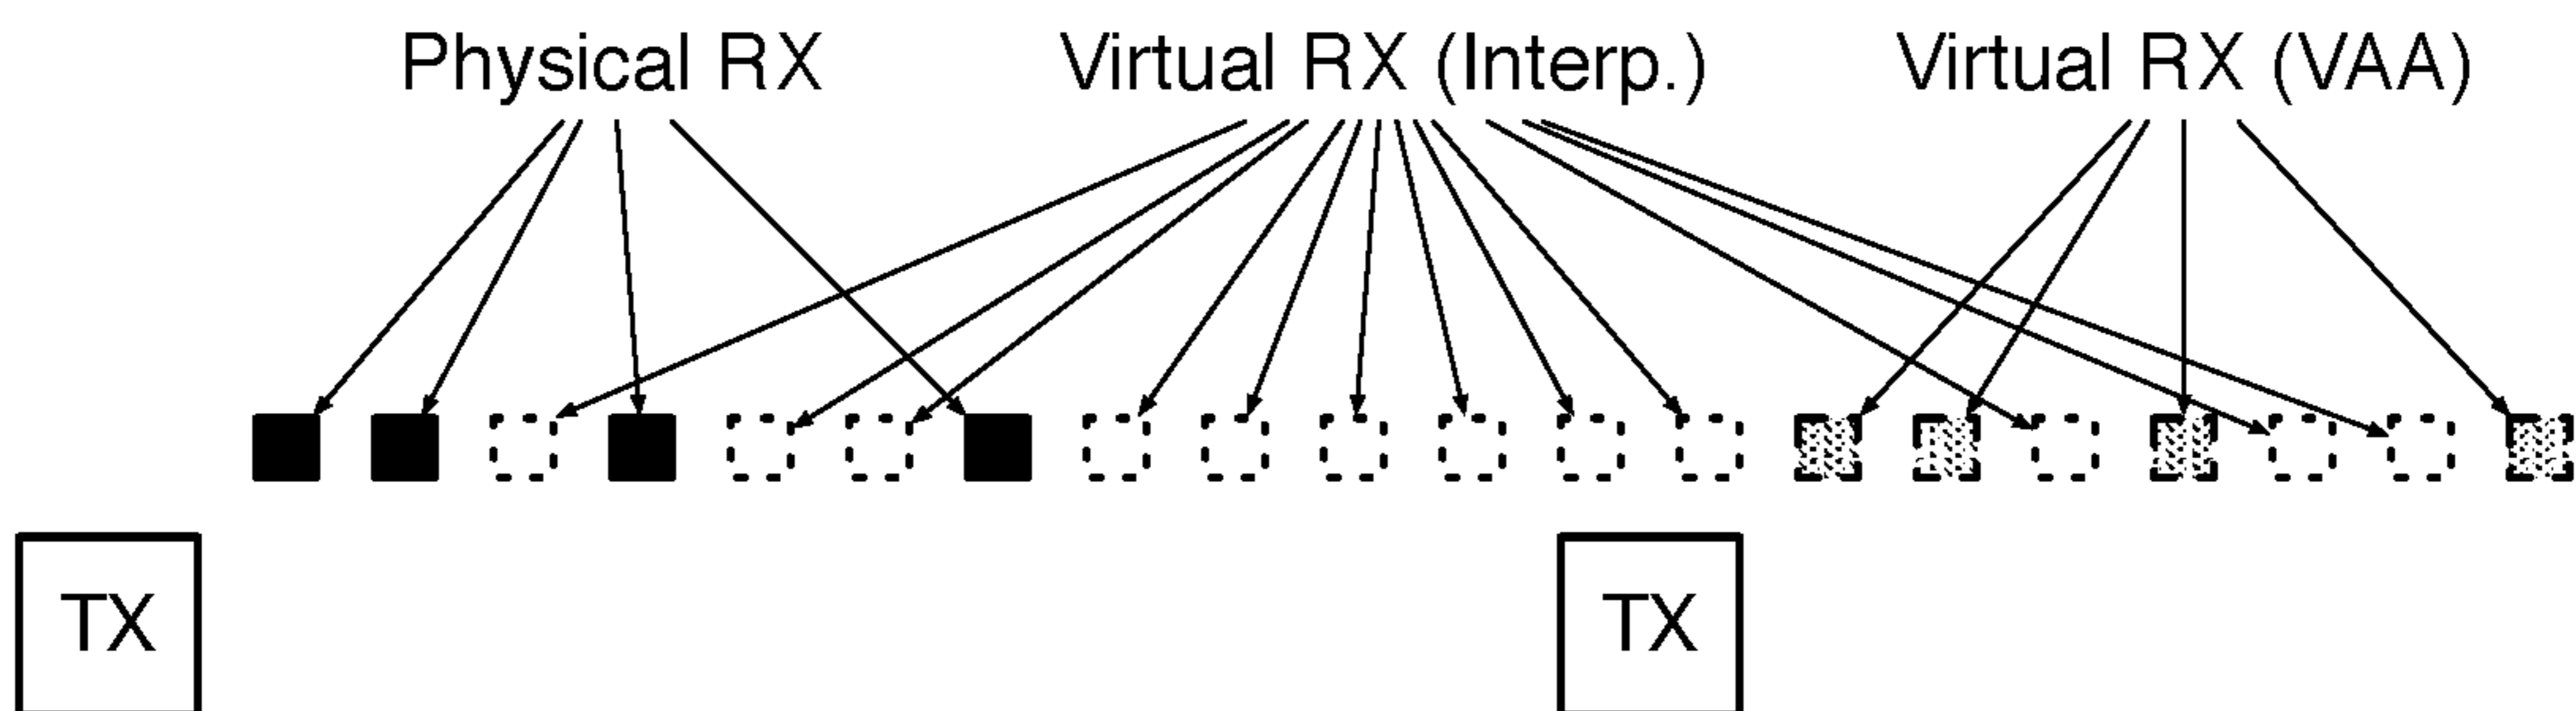 Physical RX
Virtual RX (Interp.)
Virtual RX (VAA)
TX
TX